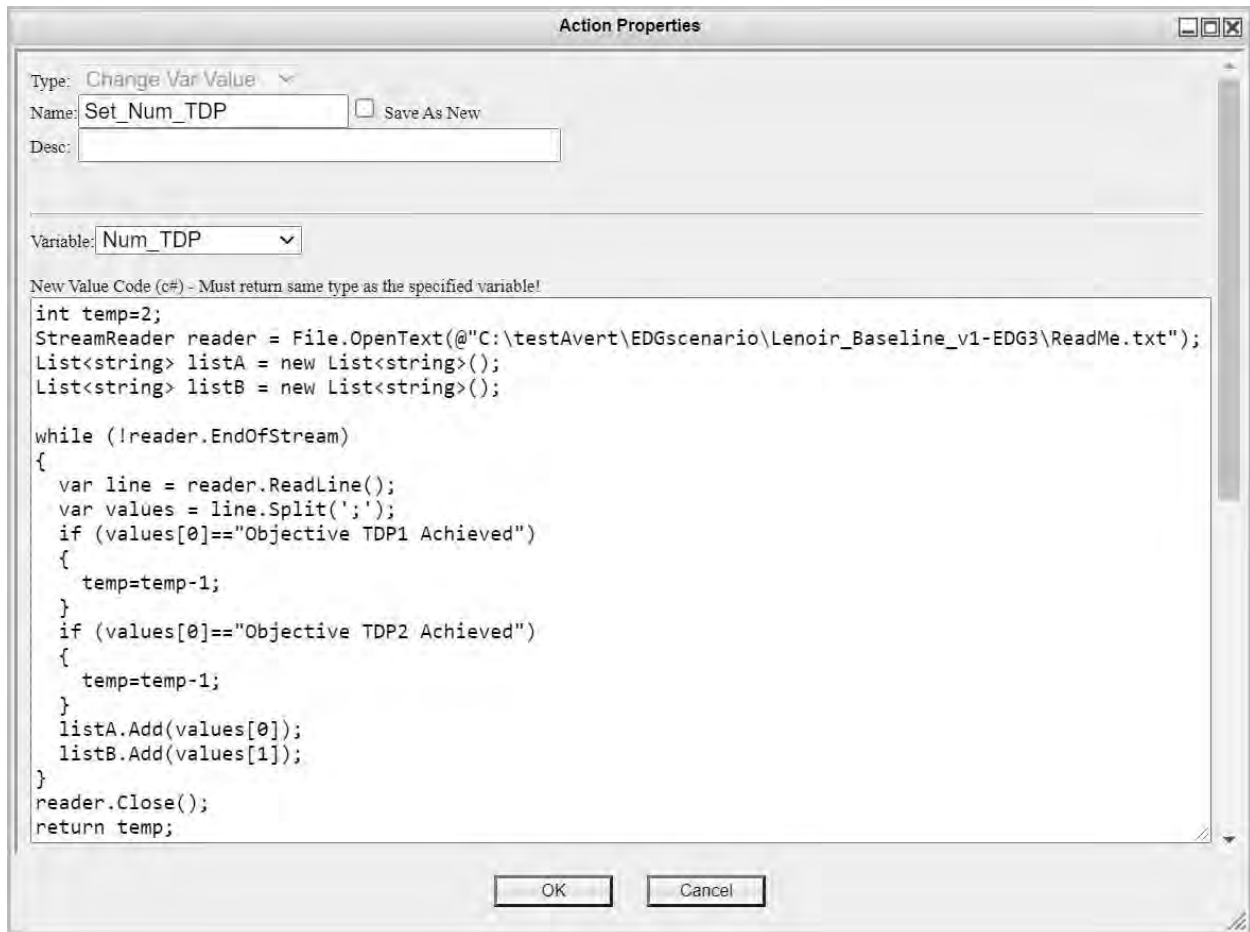 Action Properties
Type: Change Var Value
Name: Set_Num_TDP Save As New
Desc:
Variable: Num_TDP
New Value Code (c#) - Must return same type as the specified variable!
int temp=2;
StreamReader reader = File.OpenText(@"C:\testAvert\EDGscenario\Lenoir_Baseline_v1-EDG3\ReadMe.txt");
List<string> listA = new List<string>();
List<string> listB = new List<string>();
while (!reader.EndOfStream)
{
  var line = reader.ReadLine();
  var values = line.Split(';');
  if (values[0]=="Objective TDP1 Achieved")
  {
    temp=temp-1;
  }
  if (values[0]=="Objective TDP2 Achieved")
  {
    temp=temp-1;
  }
  listA.Add(values[0]);
  listB.Add(values[1]);
}
reader.Close();
return temp;
OK Cancel